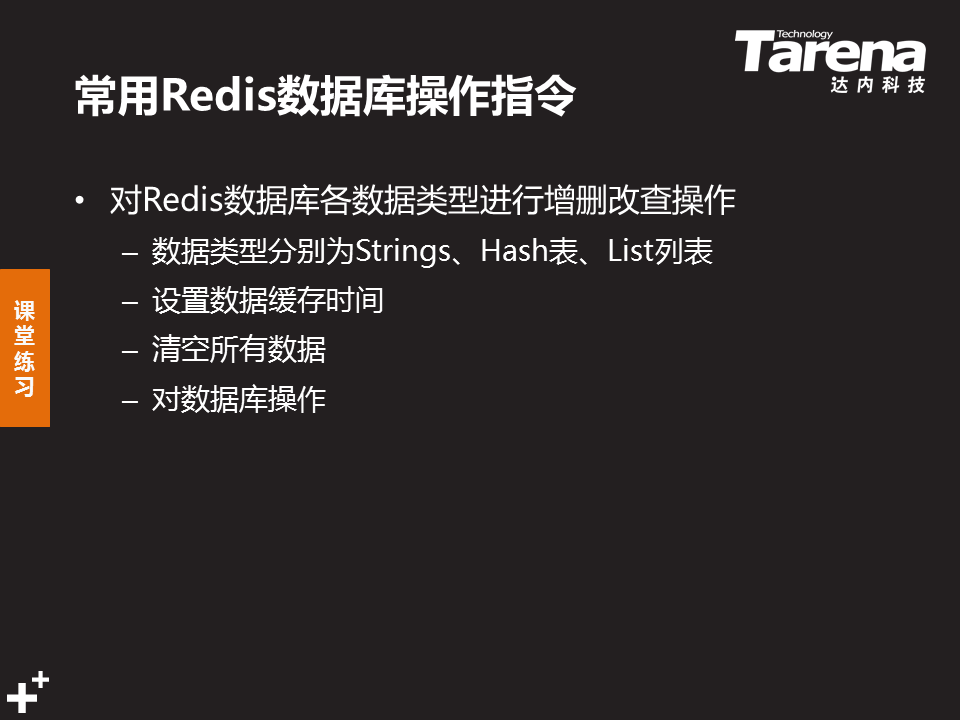 Technology
Tarena
达内科技
常用Redis数据库操作指令
• 对Redis数据库各数据类型进行增删改查操作
– 数据类型分别为Strings、Hash表、List列表
– 设置数据缓存时间
– 清空所有数据
– 对数据库操作
课
堂
练
习